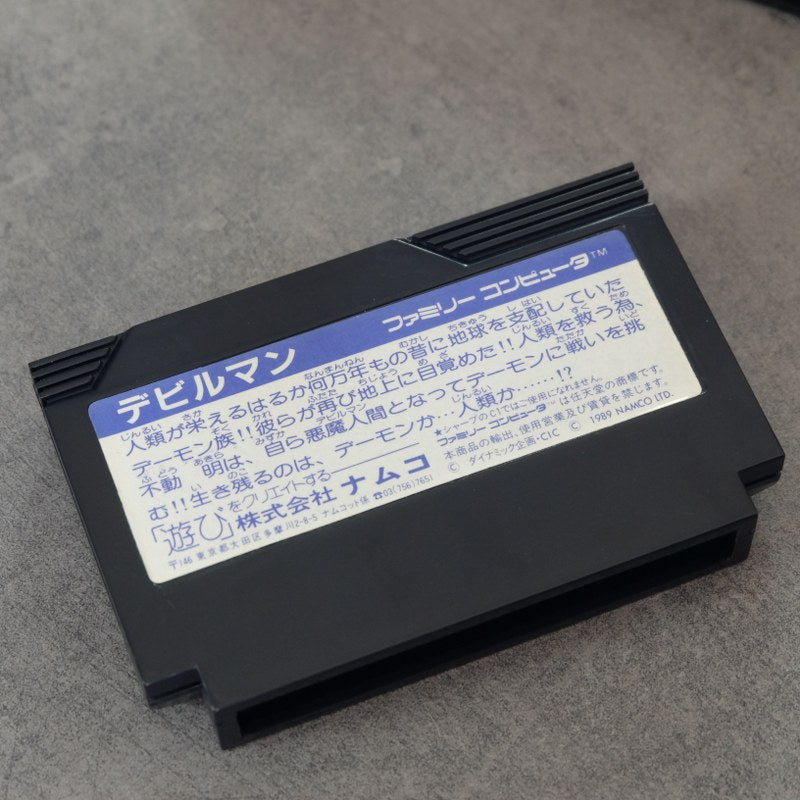 デビルマン
ファミリーコンピュータ™
人類が栄えるはるか何万年もの昔に地球を支配していた
デーモン族!!彼らが再び地上に目覚めた!!人類を救う為、
不動 明は、自ら悪魔人間となってデーモンに戦いを挑
む!!生き残るのは、デーモンか…人類か……!?
「遊び」をクリエイトする
株式会社ナムコ
〒146 東京都大田区多摩川2-8-5 ナムコット係 ☎03(756)7651
★シャープのC1ではご使用になれません。
ファミリーコンピュータ™は任天堂の商標です。
本商品の輸出、使用営業及び賃貸を禁じます。
© ダイナミック企画・CIC © 1989 NAMCO LTD.